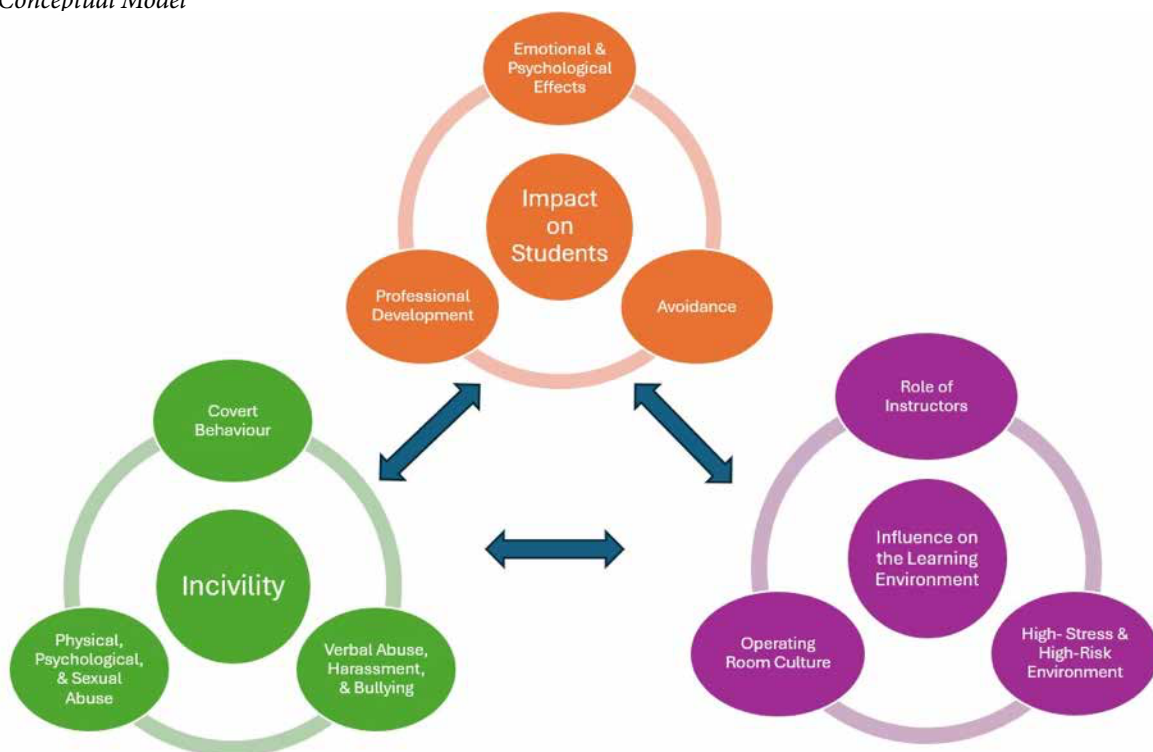 Conceptual Model
Emotional &
Psychological
Effects
Impact
on
Students
Professional
Development
Avoidance
Covert
Behaviour
Incivility
Physical,
Psychological,
& Sexual
Abuse
Verbal Abuse,
Harassment,
& Bullying
Role of
Instructors
Influence on
the Learning
Environment
Operating
Room Culture
High- Stress &
High-Risk
Environment